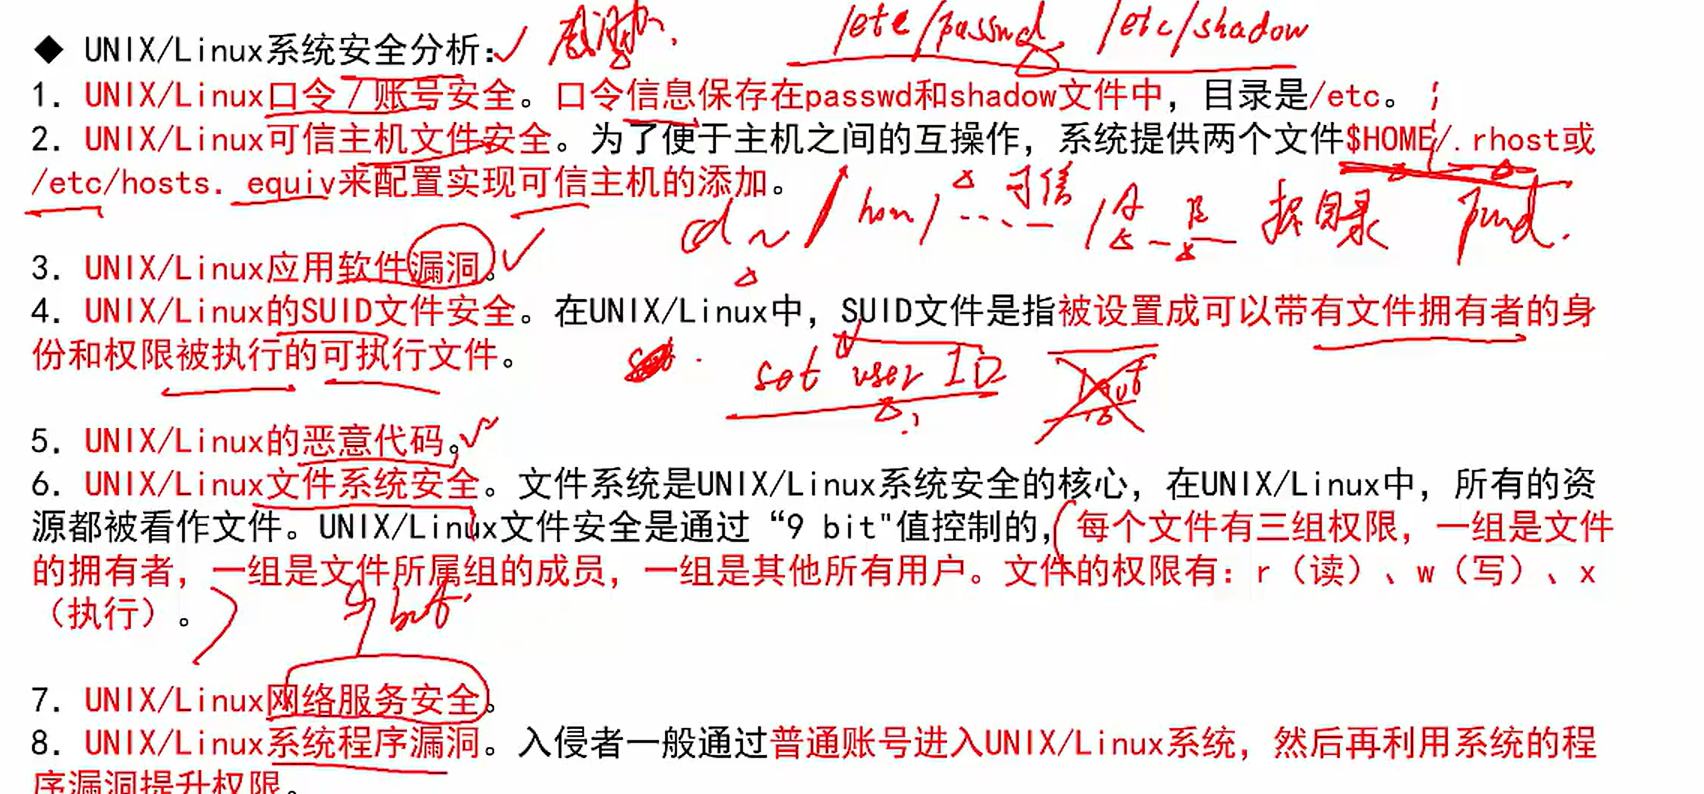 /etc/passwd /etc/shadow
◆ UNIX/Linux系统安全分析:
1. UNIX/Linux口令/账号安全。口令信息保存在passwd和shadow文件中，目录是/etc。
2. UNIX/Linux可信主机文件安全。为了便于主机之间的互操作，系统提供两个文件$HOME/.rhost或
/etc/hosts. equiv来配置实现可信主机的添加。
可信
pwd.
3. UNIX/Linux应用软件漏洞。
4. UNIX/Linux的SUID文件安全。在UNIX/Linux中，SUID文件是指被设置成可以带有文件拥有者的身
份和权限被执行的可执行文件。
set user ID
5. UNIX/Linux的恶意代码。
6. UNIX/Linux文件系统安全。文件系统是UNIX/Linux系统安全的核心，在UNIX/Linux中，所有的资
源都被看作文件。UNIX/Linux文件安全是通过“9 bit"值控制的，每个文件有三组权限，一组是文件
的拥有者，一组是文件所属组的成员，一组是其他所有用户。文件的权限有：r（读）、w（写）、x
（执行）。
9 bit
7. UNIX/Linux网络服务安全。
8. UNIX/Linux系统程序漏洞。入侵者一般通过普通账号进入UNIX/Linux系统，然后再利用系统的程
序漏洞提升权限。